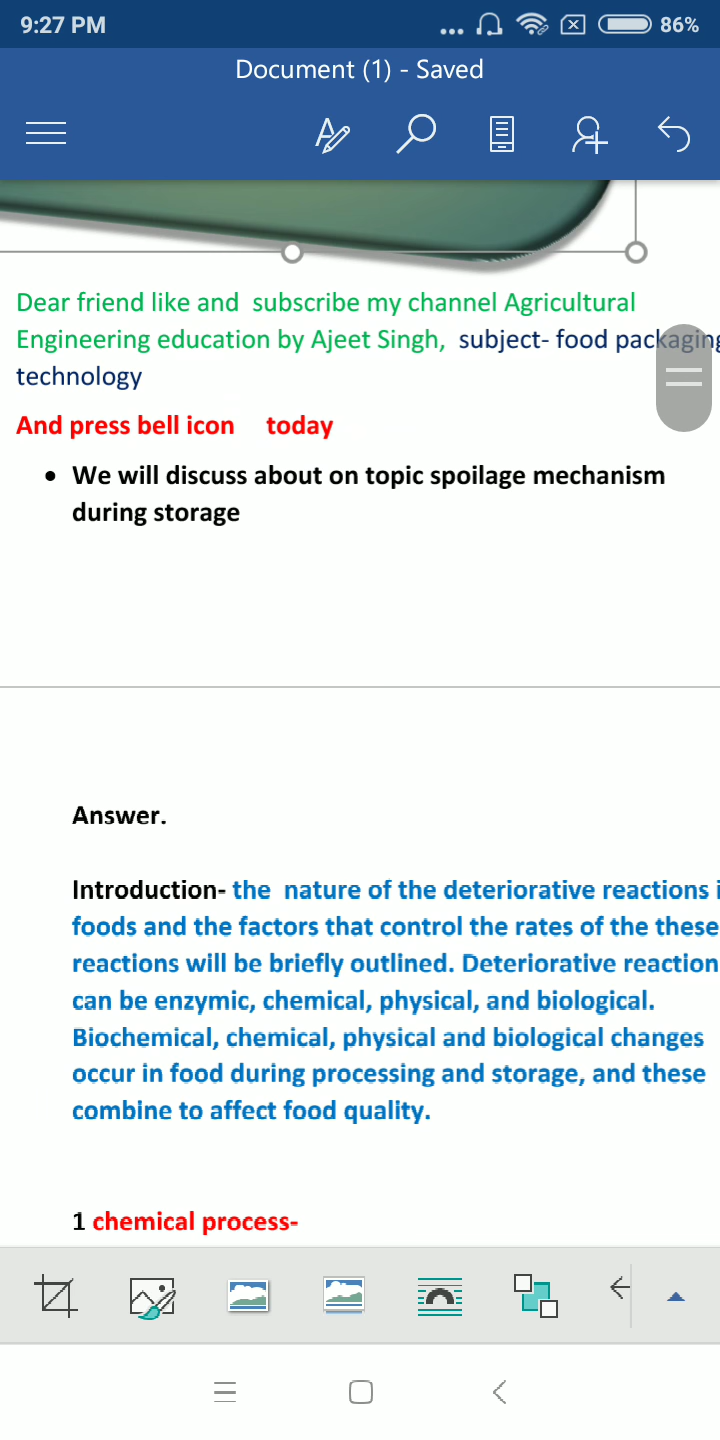 9:27 PM
86%
Document (1) - Saved
Dear friend like and subscribe my channel Agricultural
Engineering education by Ajeet Singh, subject- food packaging
technology
And press bell icon today
• We will discuss about on topic spoilage mechanism
during storage
Answer.
Introduction- the nature of the deteriorative reactions i
foods and the factors that control the rates of the these
reactions will be briefly outlined. Deteriorative reaction
can be enzymic, chemical, physical, and biological.
Biochemical, chemical, physical and biological changes
occur in food during processing and storage, and these
combine to affect food quality.
1 chemical process-